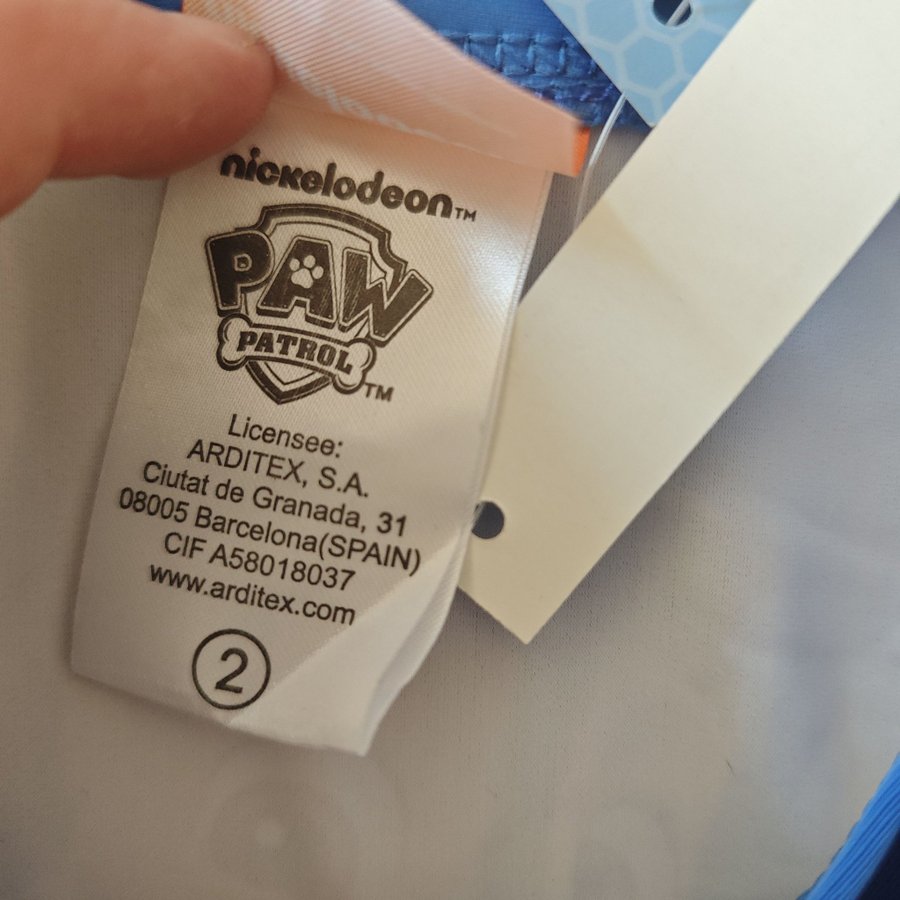 nickelodeon™
PAW
PATROL
TM
Licensee:
ARDITEX, S.A.
Ciutat de Granada, 31
08005 Barcelona(SPAIN)
CIF A58018037
www.arditex.com
2